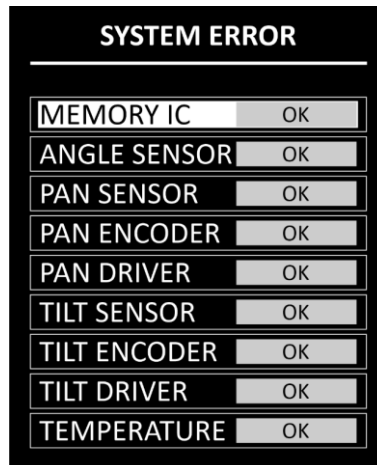 SYSTEM ERROR
MEMORY IC OK
ANGLE SENSOR OK
PAN SENSOR OK
PAN ENCODER OK
PAN DRIVER OK
TILT SENSOR OK
TILT ENCODER OK
TILT DRIVER OK
TEMPERATURE OK